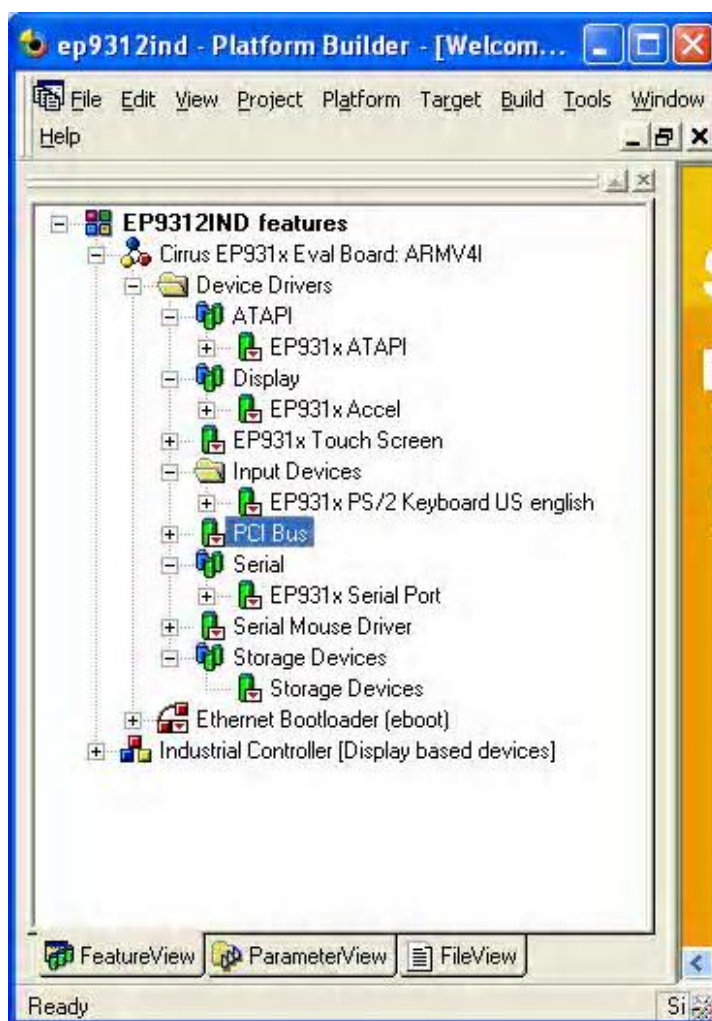 ep9312ind - Platform Builder - [Welcom...
File Edit View Project Platform Target Build Tools Window
Help
EP9312IND features
Cirrus EP931x Eval Board: ARMV4I
Device Drivers
ATAPI
EP931x ATAPI
Display
EP931x Accel
EP931x Touch Screen
Input Devices
EP931x PS/2 Keyboard US english
PCI Bus
Serial
EP931x Serial Port
Serial Mouse Driver
Storage Devices
Storage Devices
Ethernet Bootloader (eboot)
Industrial Controller [Display based devices]
FeatureView ParameterView FileView
Ready